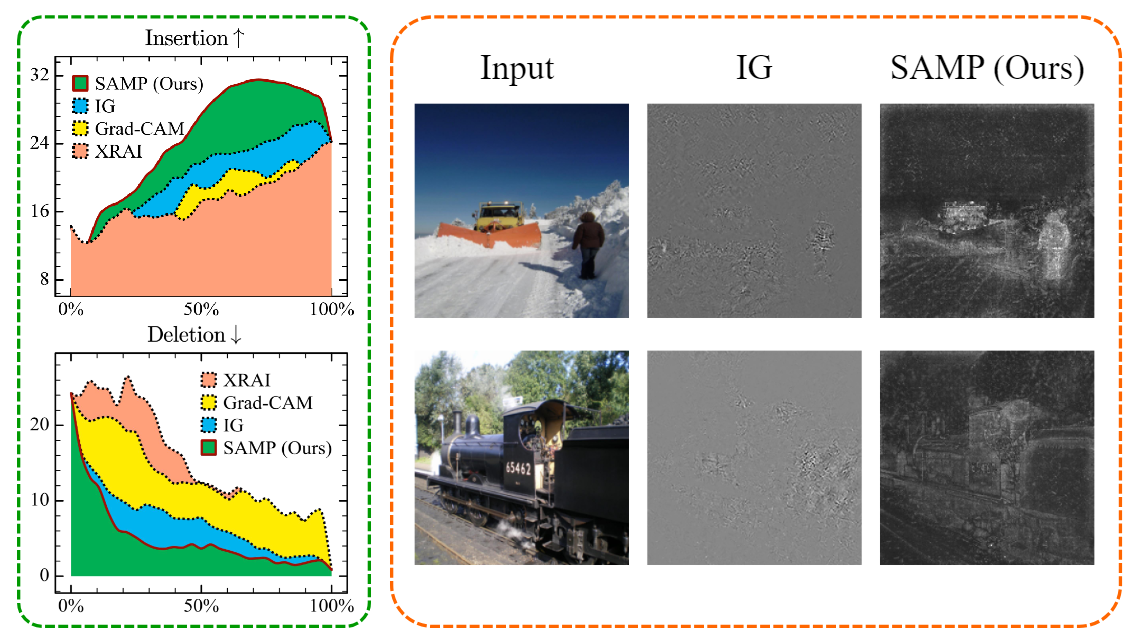 Insertion ↑
32
24
16
8
SAMP (Ours)
IG
Grad-CAM
XRAI
0% 50% 100%
Deletion ↓
20
10
0
XRAI
Grad-CAM
IG
SAMP (Ours)
0% 50% 100%
Input IG SAMP (Ours)
65462